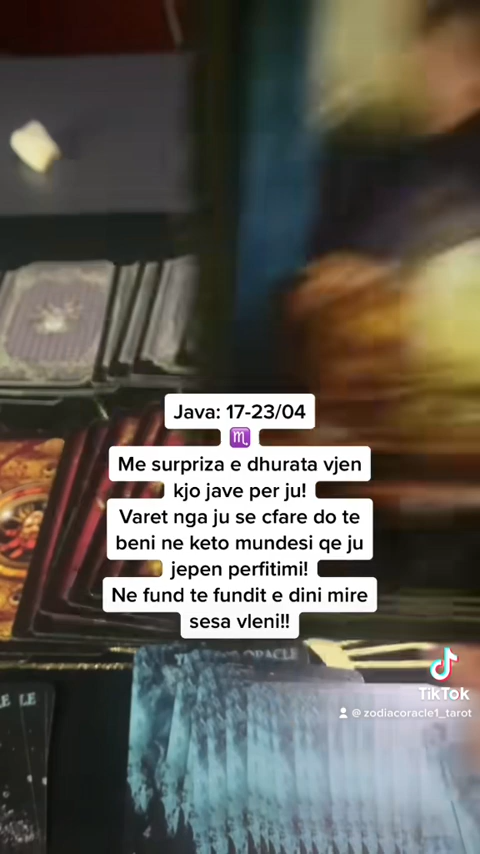 Java: 17-23/04
♏
Me surpriza e dhurata vjen
kjo jave per ju!
Varet nga ju se cfare do te
beni ne keto mundesi qe ju
jepen perfitimi!
Ne fund te fundit e dini mire
sesa vleni!!
ORACLE
TikTok
@ zodiacoracle1_tarot